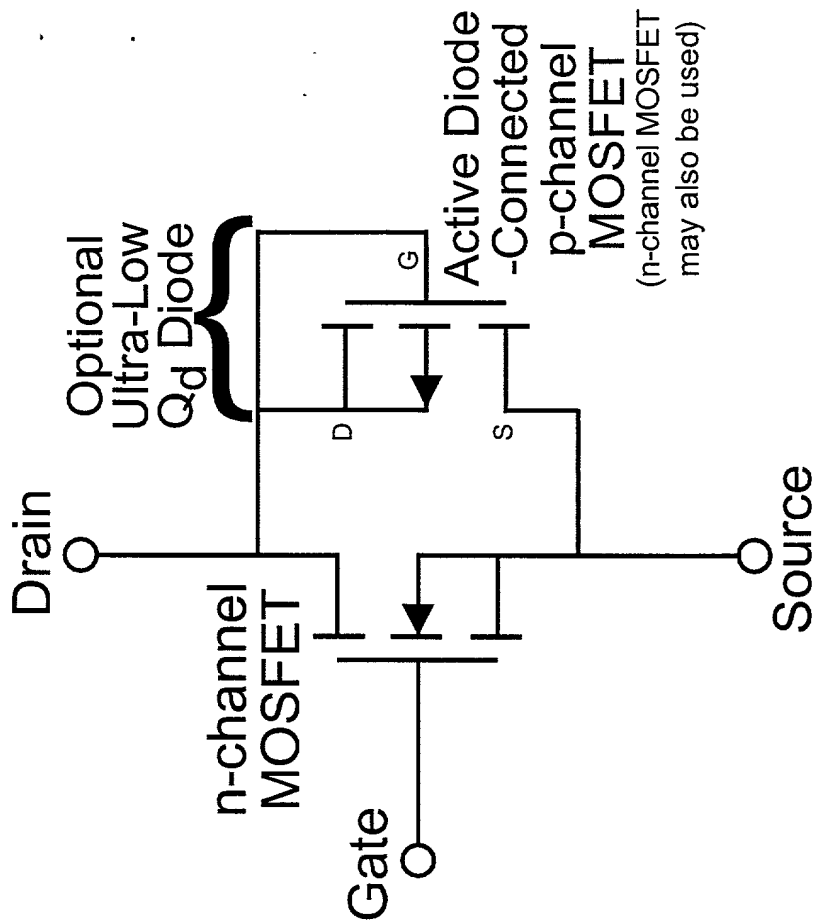 Drain
Optional
Ultra-Low
Qd Diode
n-channel
MOSFET
Gate
D
G
S
Active Diode
-Connected
p-channel
MOSFET
(n-channel MOSFET
may also be used)
Source